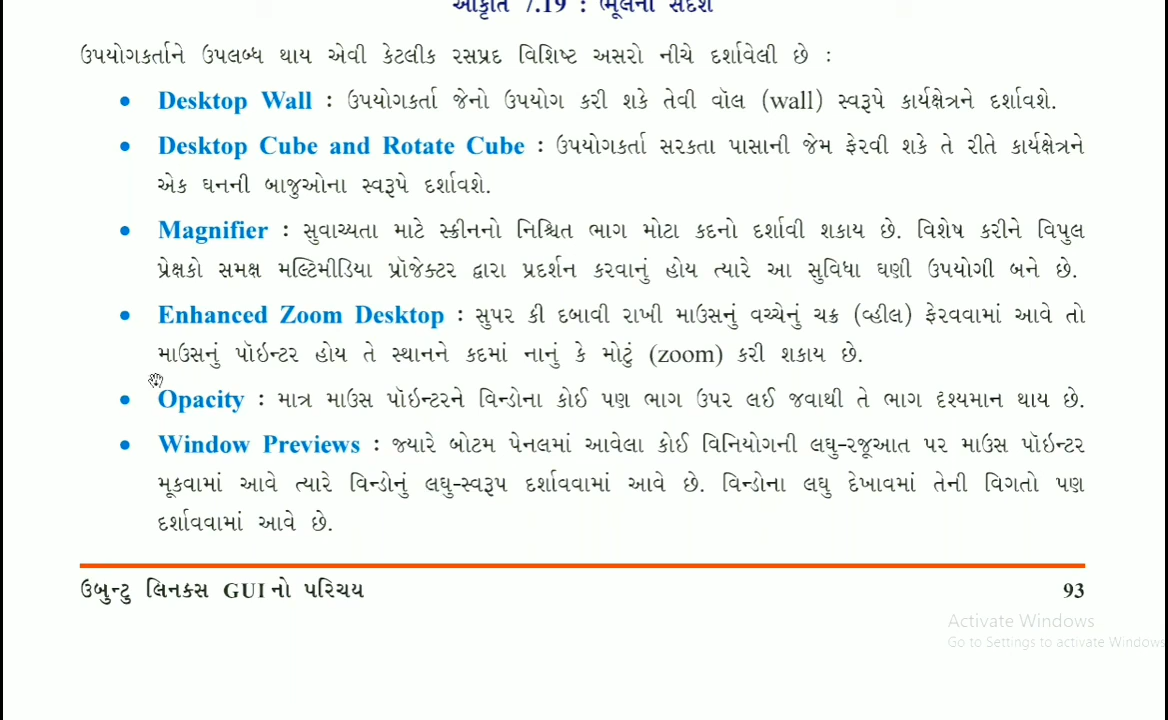 આકૃતિ 7.19 : ભૂલનો સંદેશ
ઉપયોગકર્તાને ઉપલબ્ધ થાય એવી કેટલીક રસપ્રદ વિશિષ્ટ અસરો નીચે દર્શાવેલી છે :
• Desktop Wall : ઉપયોગકર્તા જેનો ઉપયોગ કરી શકે તેવી વૉલ (wall) સ્વરૂપે કાર્યક્ષેત્રને દર્શાવશે.
• Desktop Cube and Rotate Cube : ઉપયોગકર્તા સરકતા પાસાની જેમ ફેરવી શકે તે રીતે કાર્યક્ષેત્રને
એક ઘનની બાજુઓના સ્વરૂપે દર્શાવશે.
• Magnifier : સુવાચ્યતા માટે સ્ક્રીનનો નિશ્ચિત ભાગ મોટા કદનો દર્શાવી શકાય છે. વિશેષ કરીને વિપુલ
પ્રેક્ષકો સમક્ષ મલ્ટિમીડિયા પ્રૉજેક્ટર દ્વારા પ્રદર્શન કરવાનું હોય ત્યારે આ સુવિધા ઘણી ઉપયોગી બને છે.
• Enhanced Zoom Desktop : સુપર કી દબાવી રાખી માઉસનું વચ્ચેનું ચક્ર (વ્હીલ) ફેરવવામાં આવે તો
માઉસનું પૉઇન્ટર હોય તે સ્થાનને કદમાં નાનું કે મોટું (zoom) કરી શકાય છે.
• Opacity : માત્ર માઉસ પૉઇન્ટરને વિન્ડોના કોઈ પણ ભાગ ઉપર લઈ જવાથી તે ભાગ દૃશ્યમાન થાય છે.
• Window Previews : જ્યારે બોટમ પેનલમાં આવેલા કોઈ વિનિયોગની લઘુ-રજૂઆત પર માઉસ પૉઇન્ટર
મૂકવામાં આવે ત્યારે વિન્ડોનું લઘુ-સ્વરૂપ દર્શાવવામાં આવે છે. વિન્ડોના લઘુ દેખાવમાં તેની વિગતો પણ
દર્શાવવામાં આવે છે.
ઉબુન્ટુ લિનક્સ GUIનો પરિચય 93
Activate Windows
Go to Settings to activate Windows